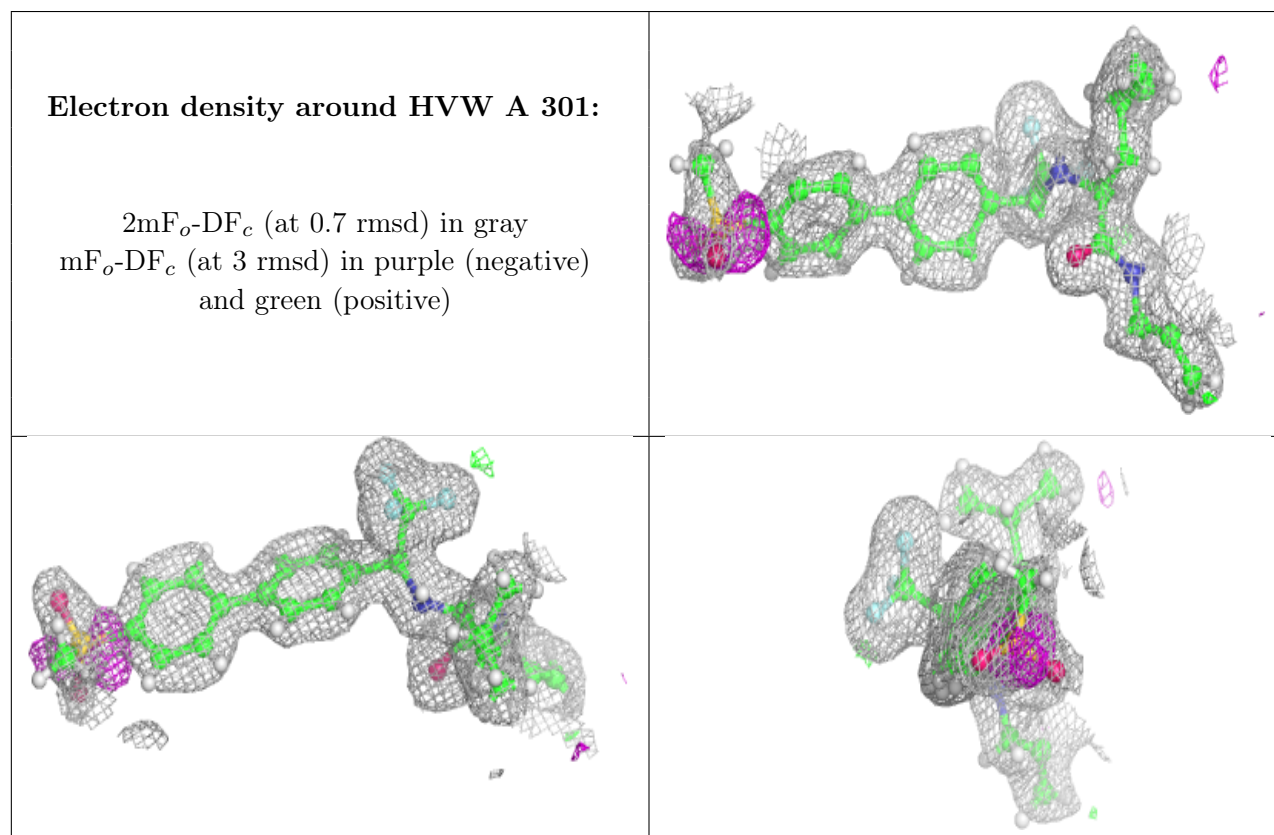 Electron density around HVW A 301:
2mFo-DFc (at 0.7 rmsd) in gray
mFo-DFc (at 3 rmsd) in purple (negative)
and green (positive)